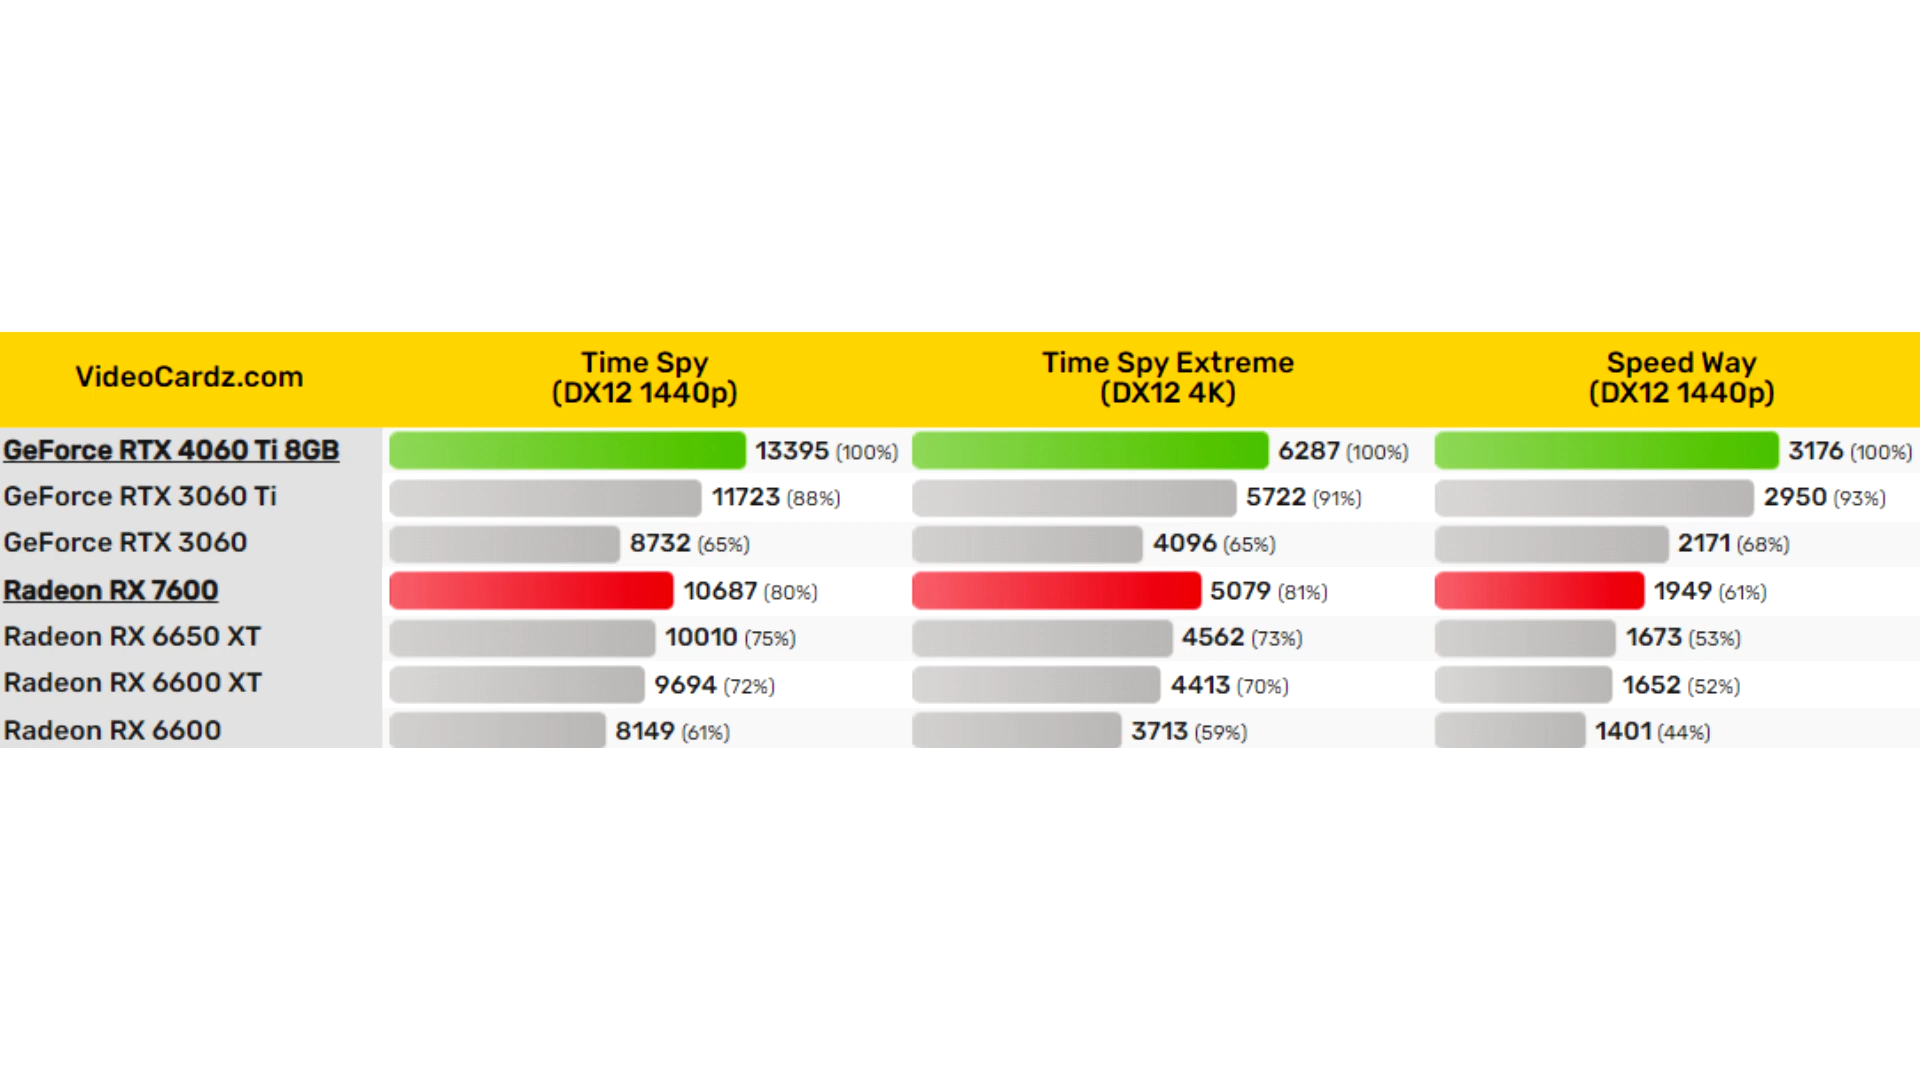 VideoCardz.com
Time Spy
(DX12 1440p)
Time Spy Extreme
(DX12 4K)
Speed Way
(DX12 1440p)
GeForce RTX 4060 Ti 8GB 13395 (100%) 6287 (100%) 3176 (100%)
GeForce RTX 3060 Ti 11723 (88%) 5722 (91%) 2950 (93%)
GeForce RTX 3060 8732 (65%) 4096 (65%) 2171 (68%)
Radeon RX 7600 10687 (80%) 5079 (81%) 1949 (61%)
Radeon RX 6650 XT 10010 (75%) 4562 (73%) 1673 (53%)
Radeon RX 6600 XT 9694 (72%) 4413 (70%) 1652 (52%)
Radeon RX 6600 8149 (61%) 3713 (59%) 1401 (44%)